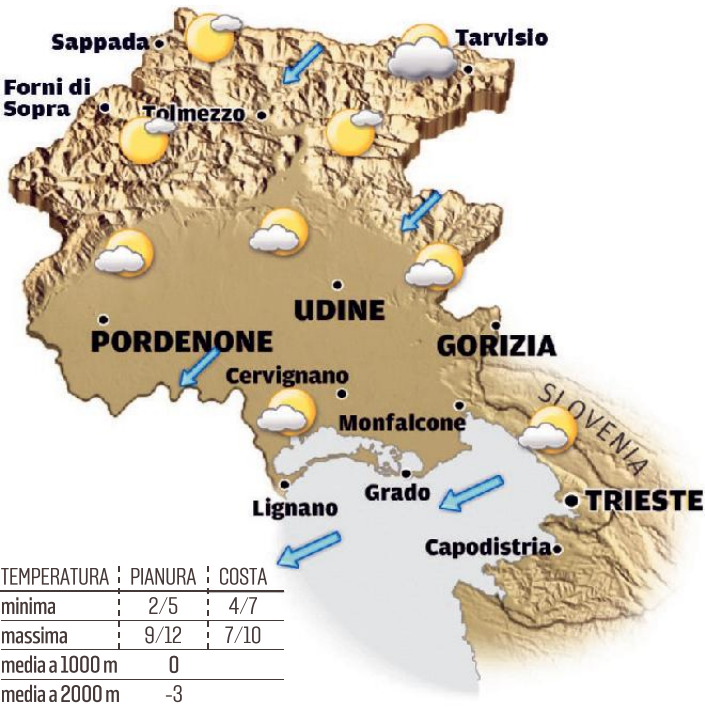 Sappada
Tarvisio
Forni di
Sopra
Tolmezzo
UDINE
PORDENONE
GORIZIA
Cervignano
SLOVENIA
Monfalcone
Grado
Lignano
TRIESTE
Capodistria
TEMPERATURA PIANURA COSTA
minima 2/5 4/7
massima 9/12 7/10
media a 1000 m 0
media a 2000 m -3